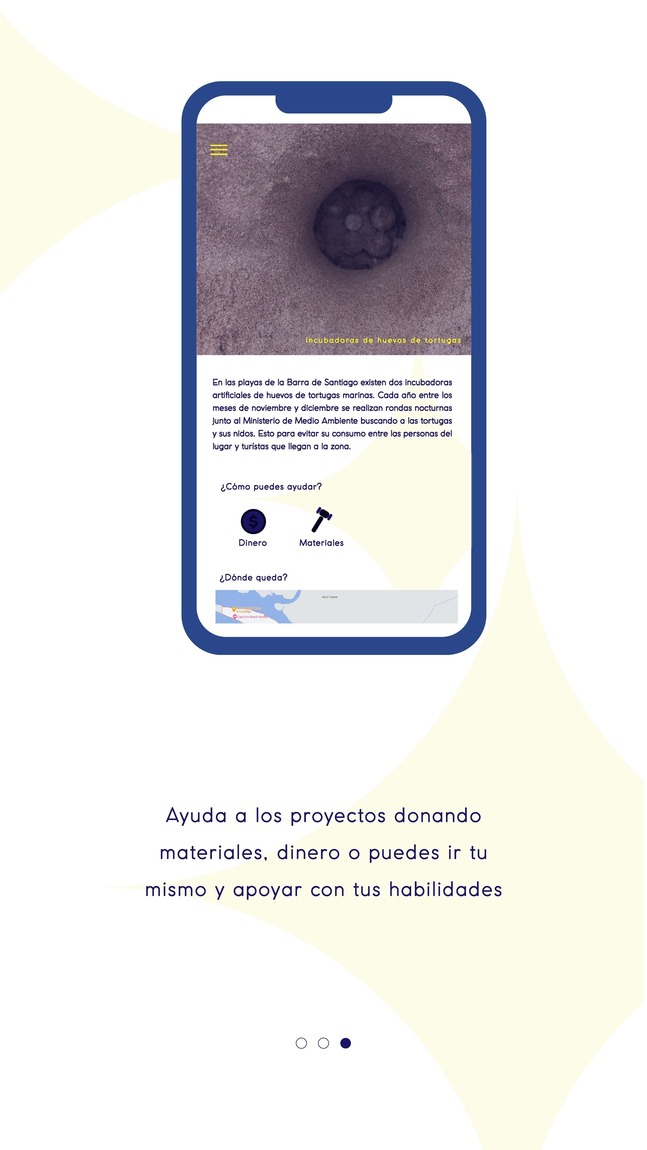 Incubadoras de huevos de tortugas
En las playas de la Barra de Santiago existen dos incubadoras
artificiales de huevos de tortugas marinas. Cada año entre los
meses de noviembre y diciembre se realizan rondas nocturnas
junto al Ministerio de Medio Ambiente buscando a las tortugas
y sus nidos. Esto para evitar su consumo entre las personas del
lugar y turístas que llegan a la zona.
¿Cómo puedes ayudar?
$
Dinero Materiales
¿Dónde queda?
Ayuda a los proyectos donando
materiales, dinero o puedes ir tu
mismo y apoyar con tus habilidades